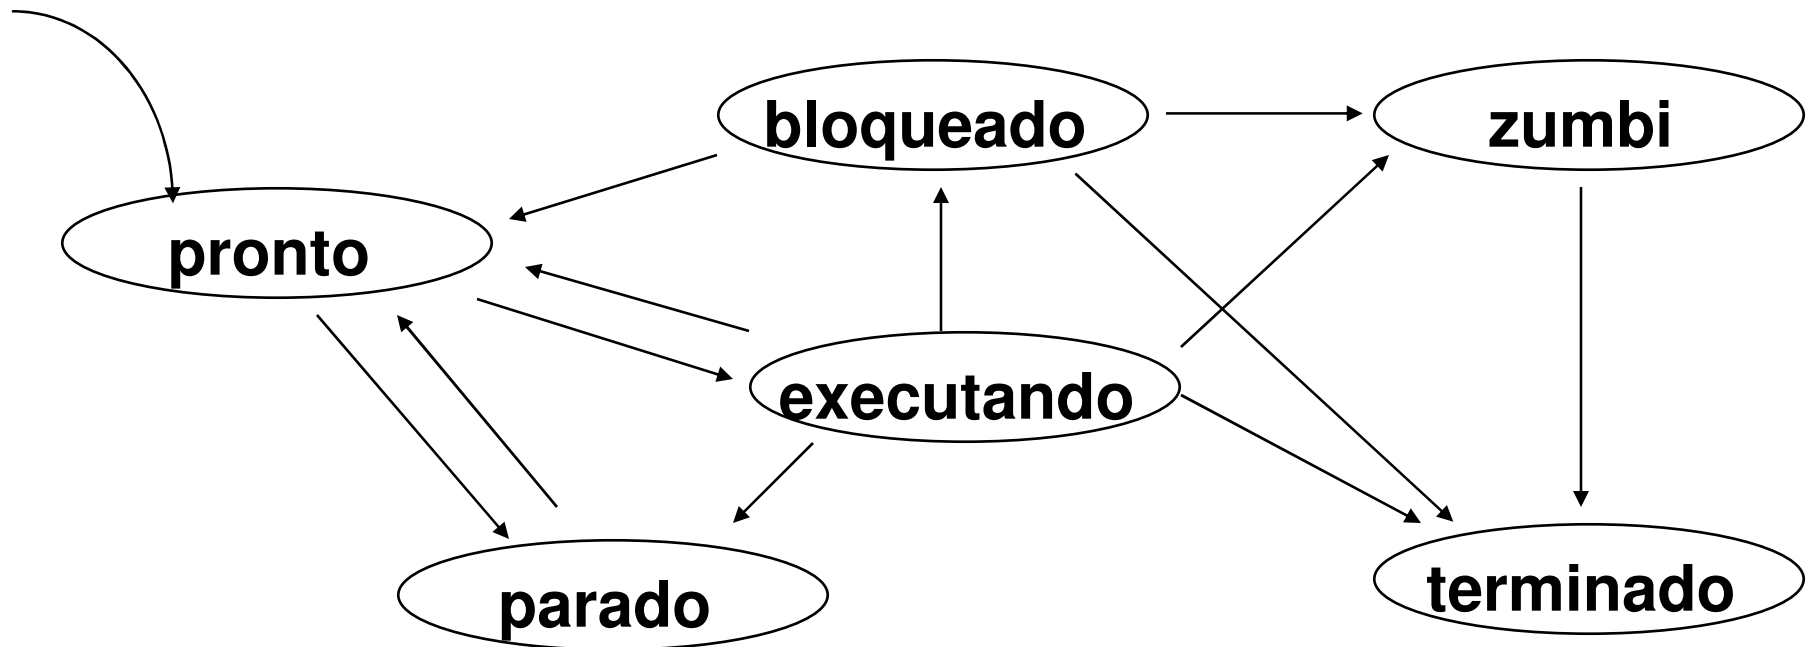 bloqueado
zumbi
pronto
executando
parado
terminado